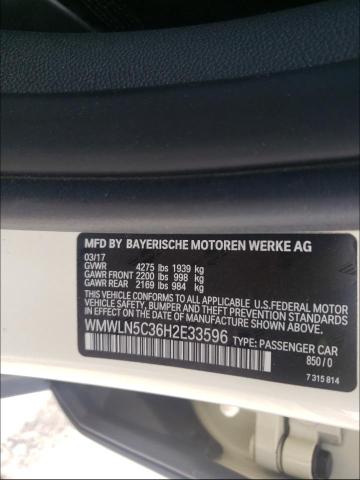 MFD BY BAYERISCHE MOTOREN WERKE AG
03/17
GVWR 4275 lbs 1939 kg
GAWR FRONT 2200 lbs 998 kg
GAWR REAR 2169 lbs 984 kg
THIS VEHICLE CONFORMS TO ALL APPLICABLE U.S. FEDERAL MOTOR
VEHICLE SAFETY, BUMPER AND THEFT PREVENTION STANDARDS
IN EFFECT ON THE DATE OF MANUFACTURE SHOWN ABOVE.
WMWLN5C36H2E33596 TYPE: PASSENGER CAR
850 / 0
7 315 814